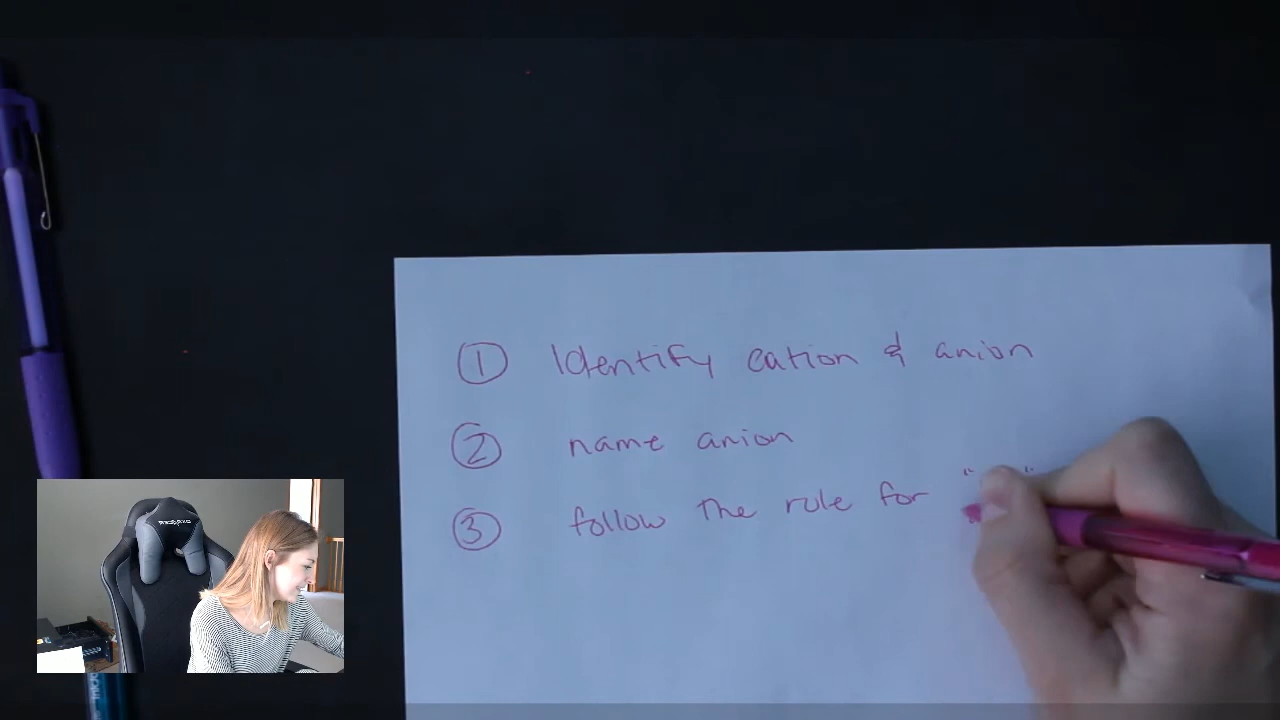 ① Identify cation & anion
② name anion
③ follow the rule for "